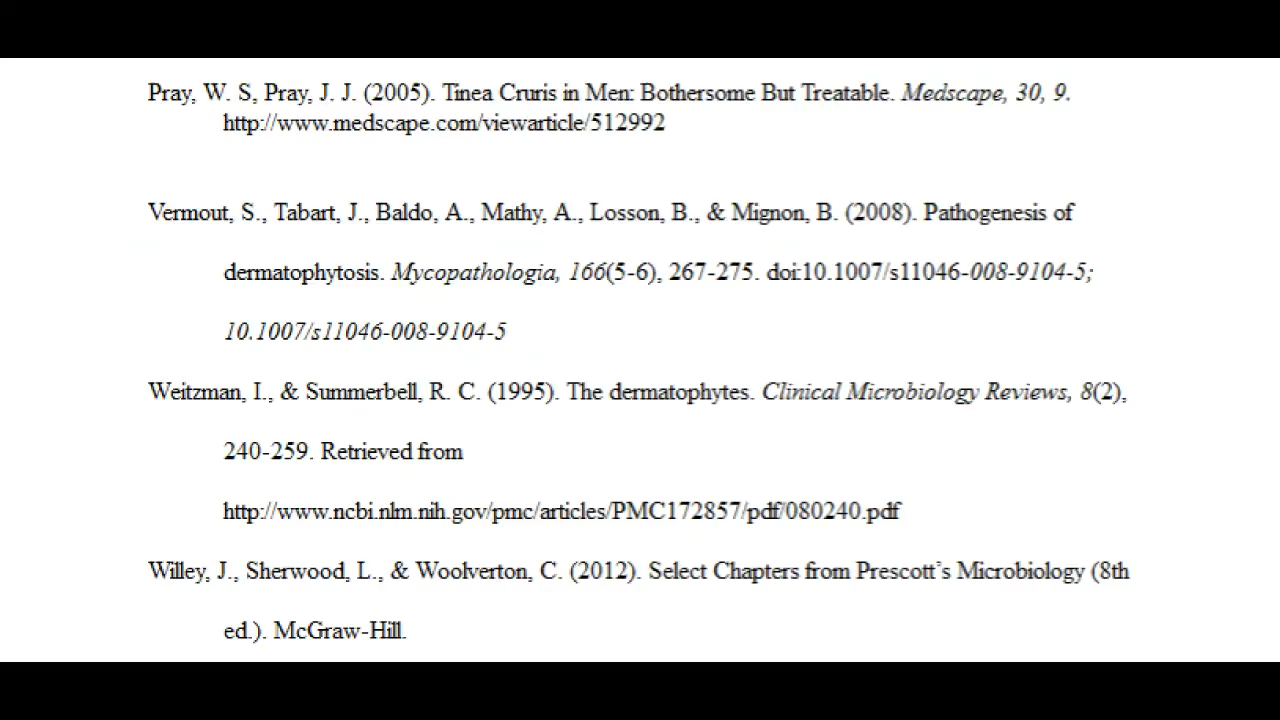 Pray, W. S, Pray, J. J. (2005). Tinea Cruris in Men: Bothersome But Treatable. Medscape, 30, 9.
http://www.medscape.com/viewarticle/512992
Vermout, S., Tabart, J., Baldo, A., Mathy, A., Losson, B., & Mignon, B. (2008). Pathogenesis of
dermatophytosis. Mycopathologia, 166(5-6), 267-275. doi:10.1007/s11046-008-9104-5;
10.1007/s11046-008-9104-5
Weitzman, I., & Summerbell, R. C. (1995). The dermatophytes. Clinical Microbiology Reviews, 8(2),
240-259. Retrieved from
http://www.ncbi.nlm.nih.gov/pmc/articles/PMC172857/pdf/080240.pdf
Willey, J., Sherwood, L., & Woolverton, C. (2012). Select Chapters from Prescott’s Microbiology (8th
ed.). McGraw-Hill.